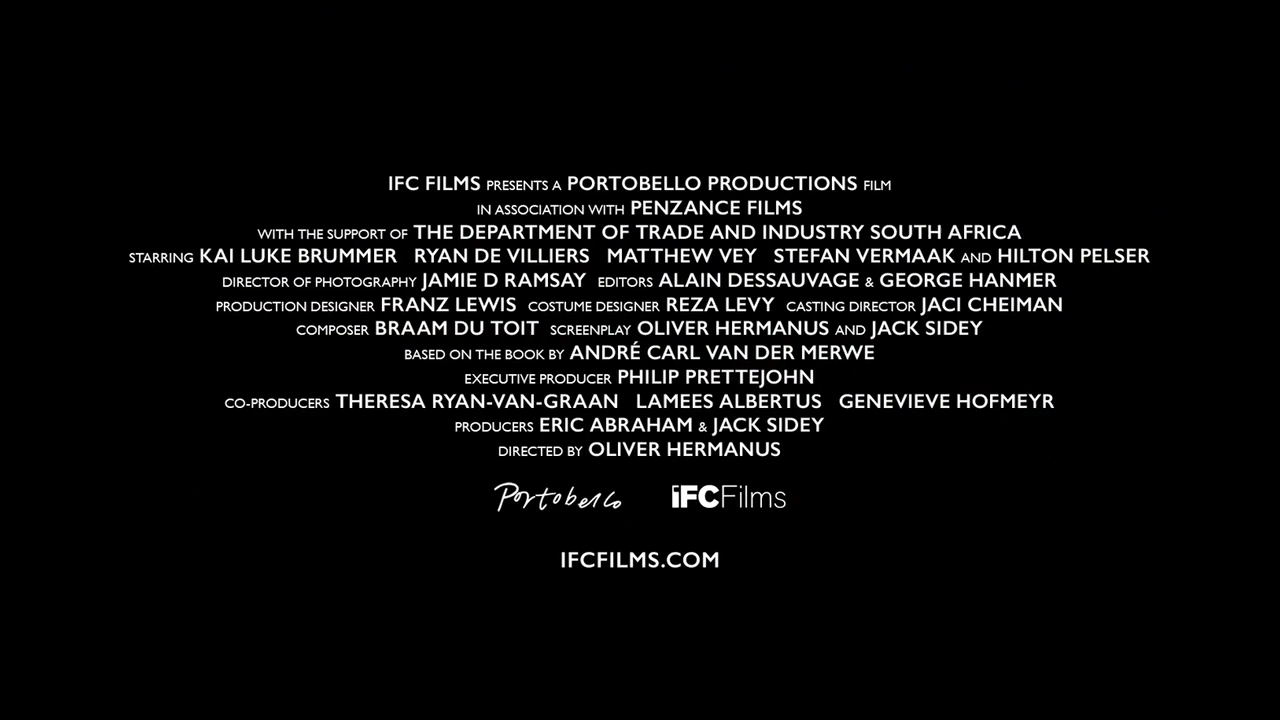 IFC FILMS PRESENTS A PORTOBELLO PRODUCTIONS FILM
IN ASSOCIATION WITH PENZANCE FILMS
WITH THE SUPPORT OF THE DEPARTMENT OF TRADE AND INDUSTRY SOUTH AFRICA
STARRING KAI LUKE BRUMMER RYAN DE VILLIERS MATTHEW VEY STEFAN VERMAAK AND HILTON PELSER
DIRECTOR OF PHOTOGRAPHY JAMIE D RAMSAY EDITORS ALAIN DESSAUVAGE & GEORGE HANMER
PRODUCTION DESIGNER FRANZ LEWIS COSTUME DESIGNER REZA LEVY CASTING DIRECTOR JACI CHEIMAN
COMPOSER BRAAM DU TOIT SCREENPLAY OLIVER HERMANUS AND JACK SIDEY
BASED ON THE BOOK BY ANDRÉ CARL VAN DER MERWE
EXECUTIVE PRODUCER PHILIP PRETTEJOHN
CO-PRODUCERS THERESA RYAN-VAN-GRAAN LAMEES ALBERTUS GENEVIEVE HOFMEYR
PRODUCERS ERIC ABRAHAM & JACK SIDEY
DIRECTED BY OLIVER HERMANUS
Portobello IFC Films
IFCFILMS.COM